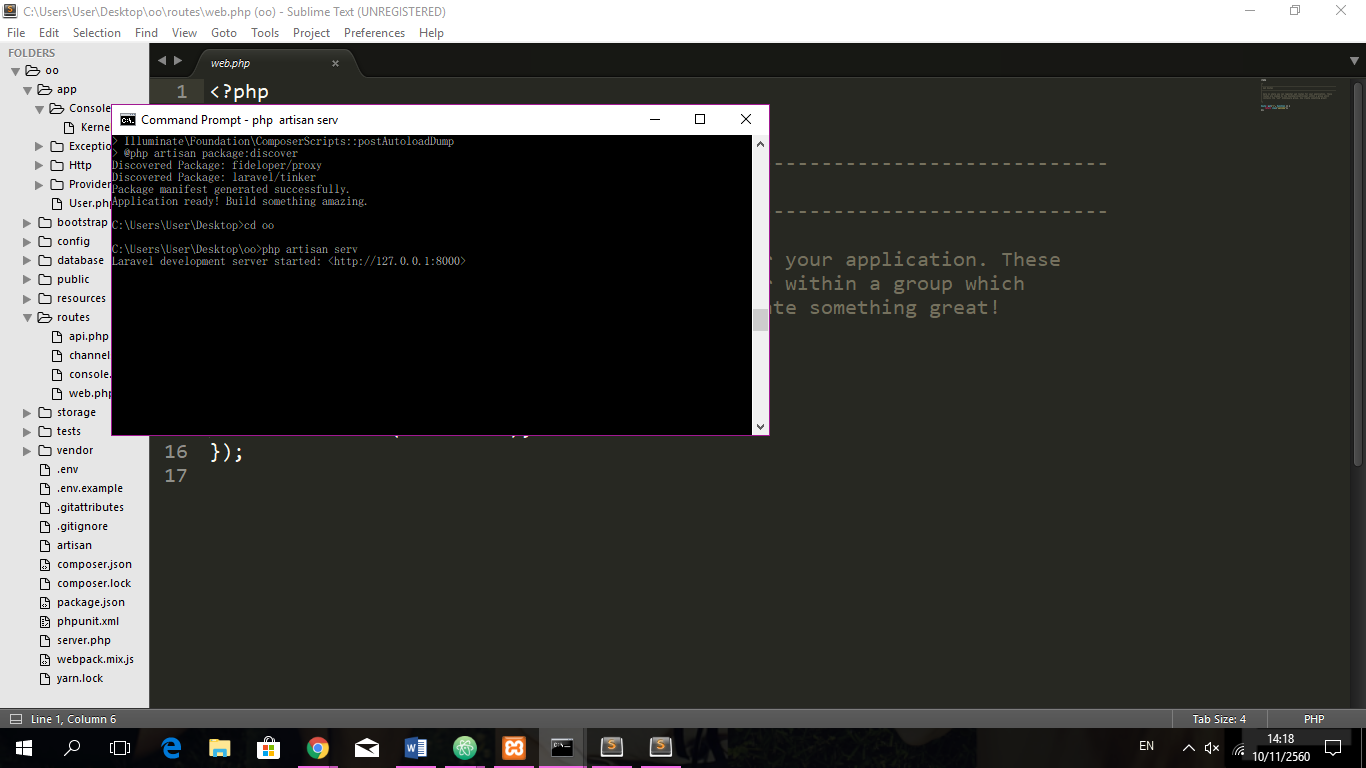 C:\Users\User\Desktop\oo\routes\web.php (oo) - Sublime Text (UNREGISTERED)
File Edit Selection Find View Goto Tools Project Preferences Help
FOLDERS
oo
app
Console
Kerne
Exceptio
Http
Provider
User.php
bootstrap
config
database
public
resources
routes
api.php
channel
console.
web.php
storage
tests
vendor
.env
.env.example
.gitattributes
.gitignore
artisan
composer.json
composer.lock
package.json
phpunit.xml
server.php
webpack.mix.js
yarn.lock
web.php
1 <?php
Command Prompt - php artisan serv
> Illuminate\Foundation\ComposerScripts::postAutoloadDump
> @php artisan package:discover
Discovered Package: fideloper/proxy
Discovered Package: laravel/tinker
Package manifest generated successfully.
Application ready! Build something amazing.
C:\Users\User\Desktop>cd oo
C:\Users\User\Desktop\oo>php artisan serv
Laravel development server started: <http://127.0.0.1:8000>
----------------------------
----------------------------
your application. These
within a group which
something great!
16 });
17
Line 1, Column 6
Tab Size: 4 PHP
EN
14:18
10/11/2560